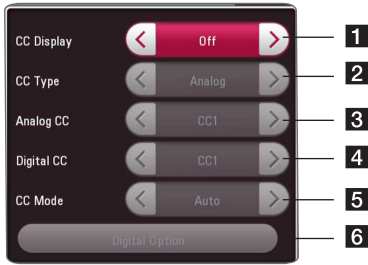 CC Display Off 1
CC Type Analog 2
Analog CC CC1 3
Digital CC CC1 4
CC Mode Auto 5
Digital Option 6